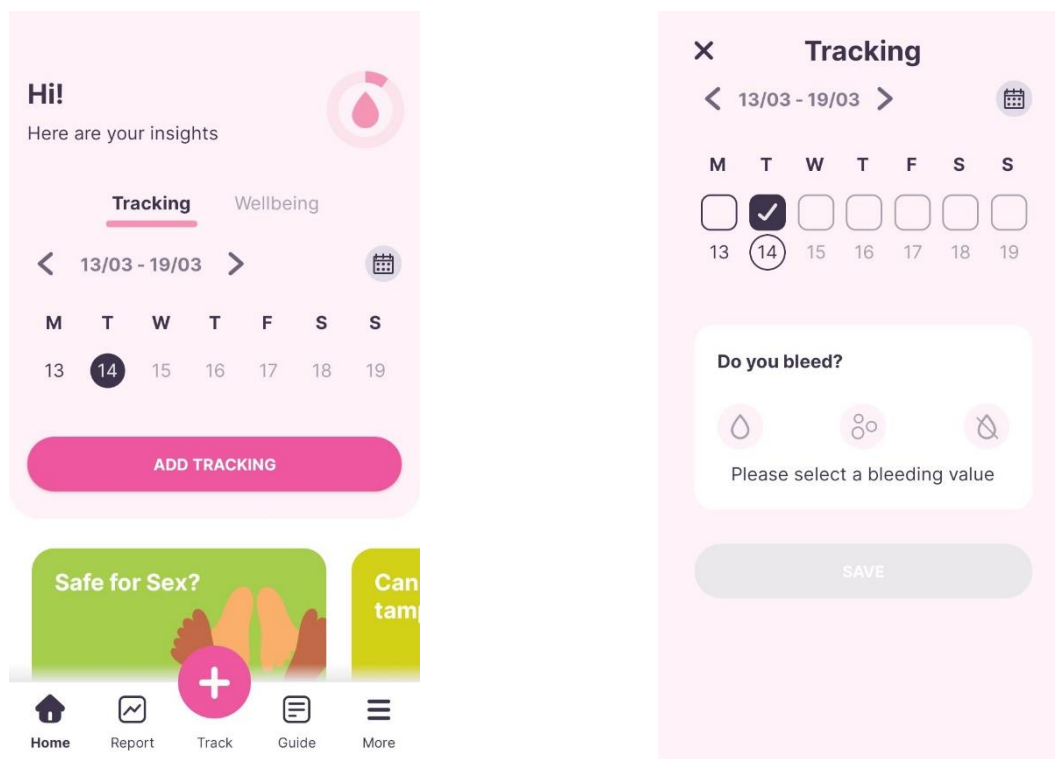 Hi!
Here are your insights
Tracking Wellbeing
13/03 - 19/03
M T W T F S S
13 14 15 16 17 18 19
ADD TRACKING
Safe for Sex?
Can
tam
Home Report Track Guide More
Tracking
13/03 - 19/03
M T W T F S S
13 14 15 16 17 18 19
Do you bleed?
Please select a bleeding value
SAVE